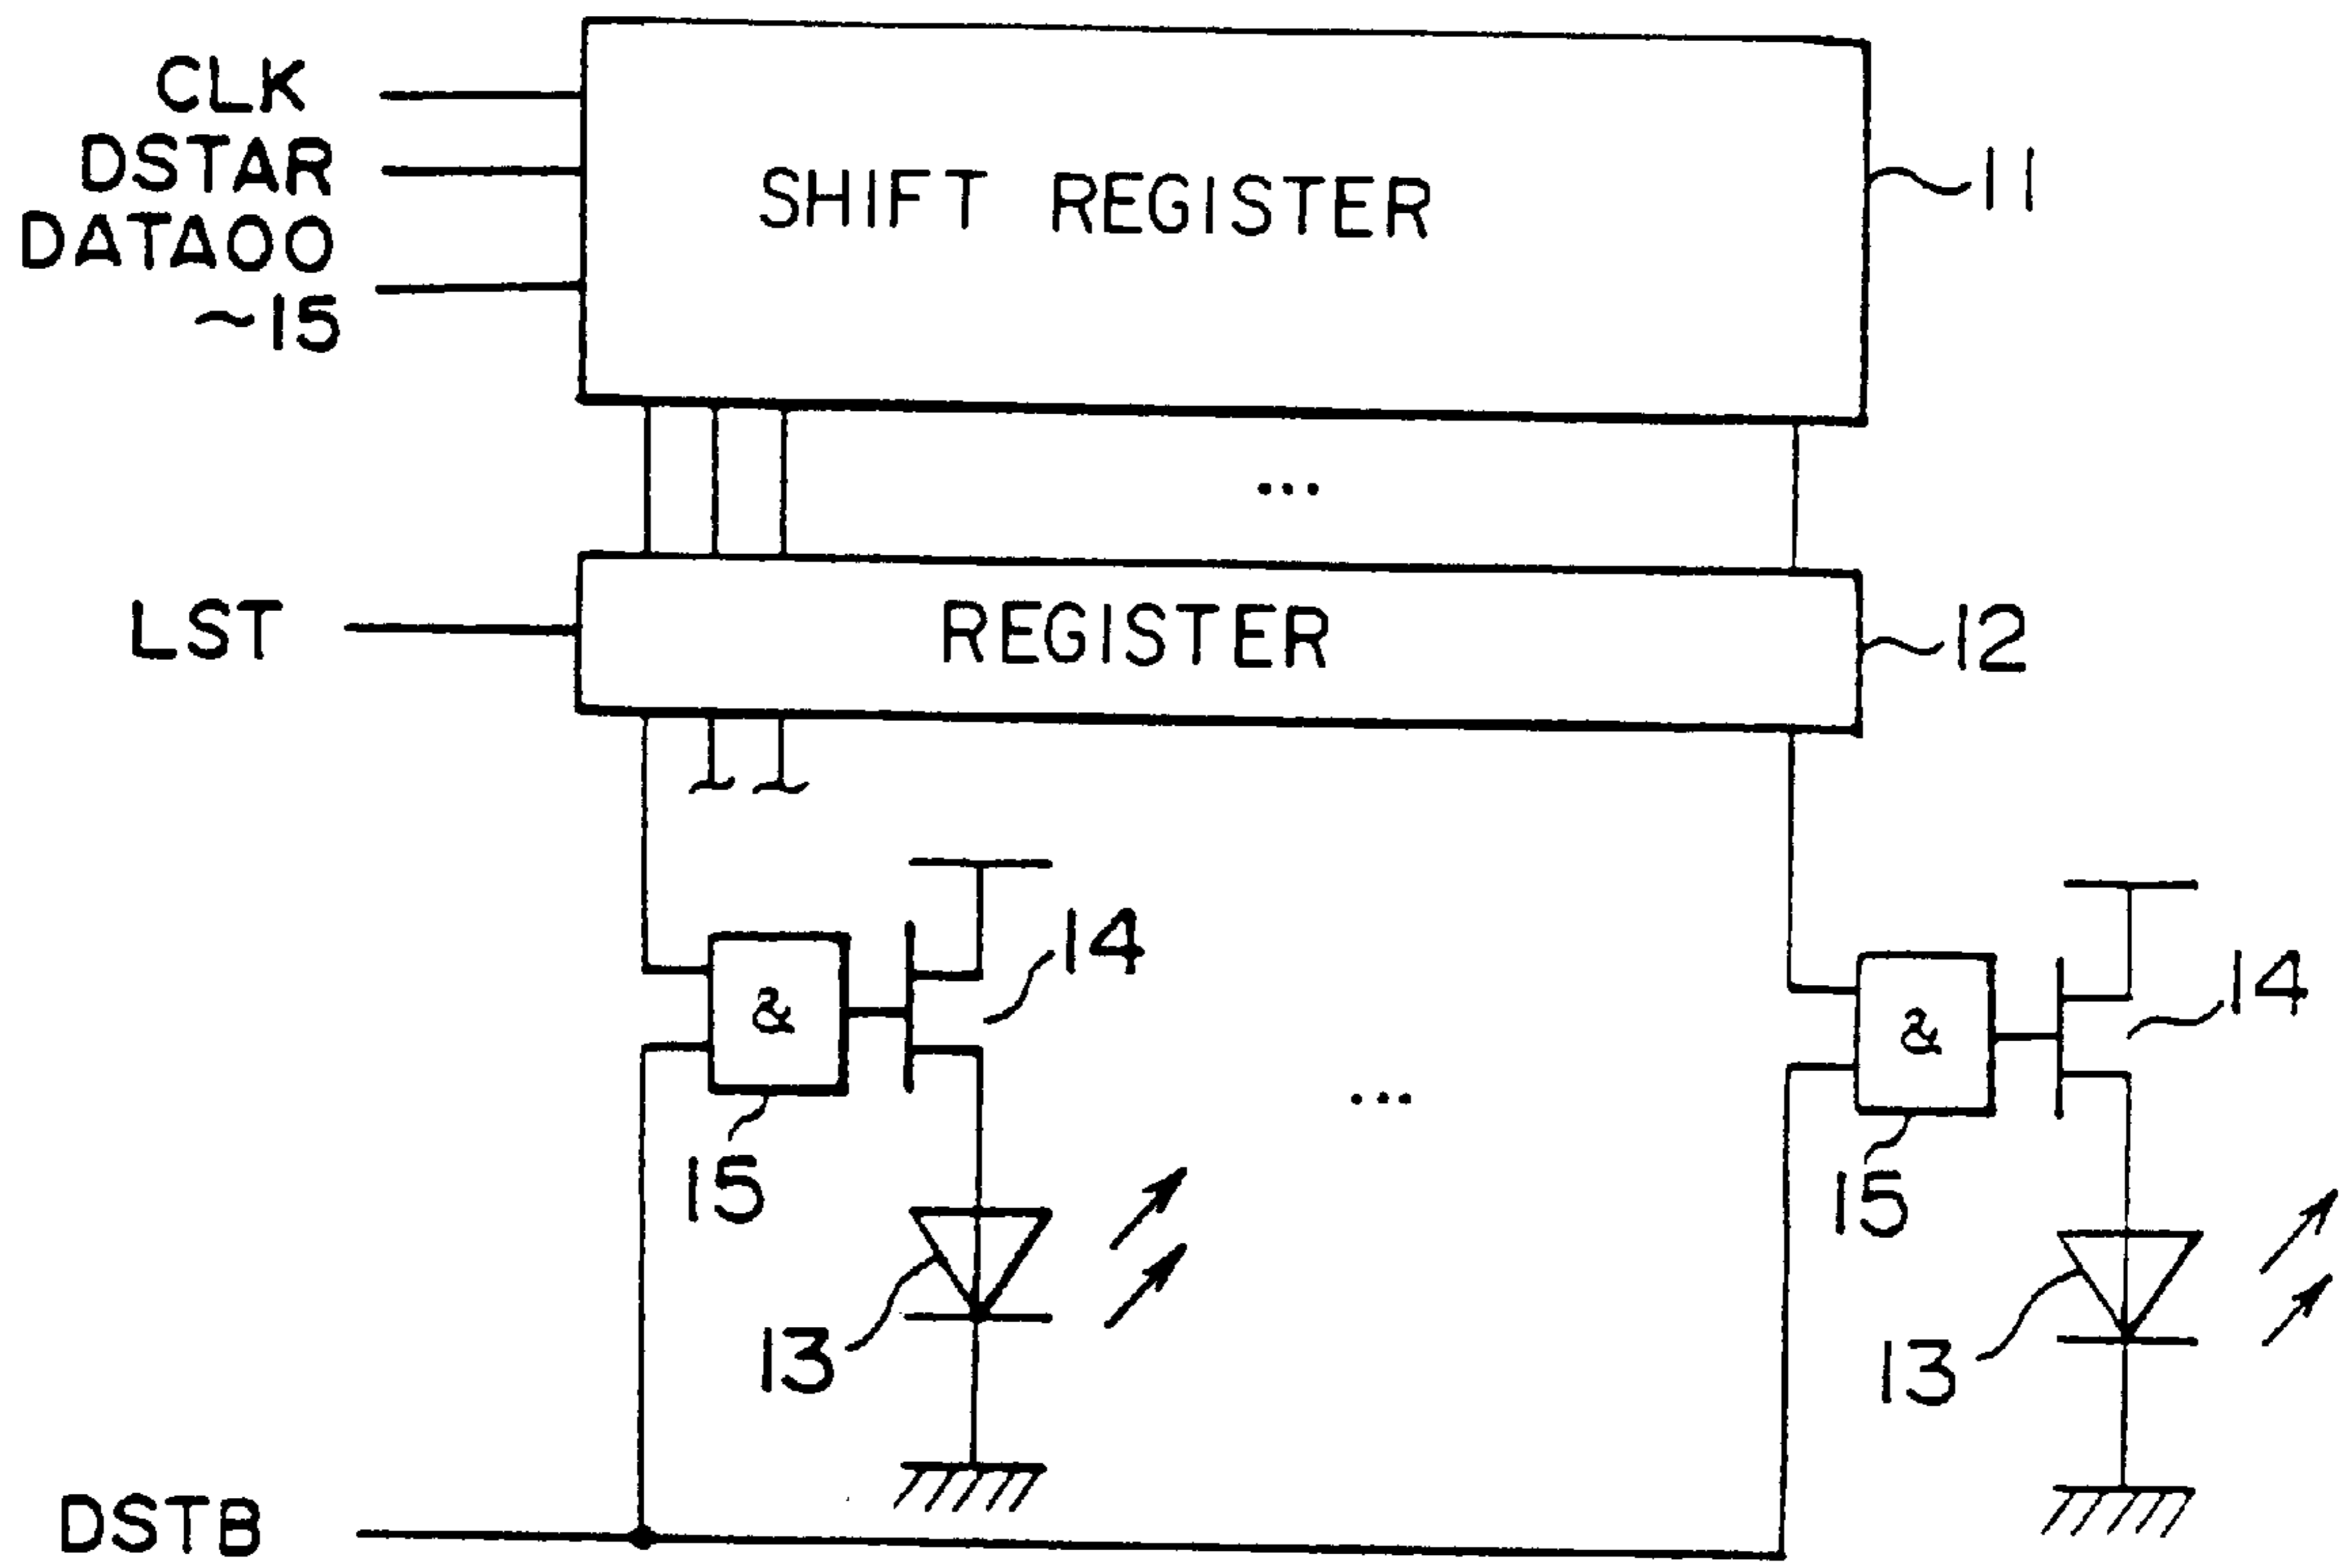 CLK
DSTAR
DATA00
~15
SHIFT REGISTER
11
LST
REGISTER
12
14
14
&
&
15
15
13
13
DSTB